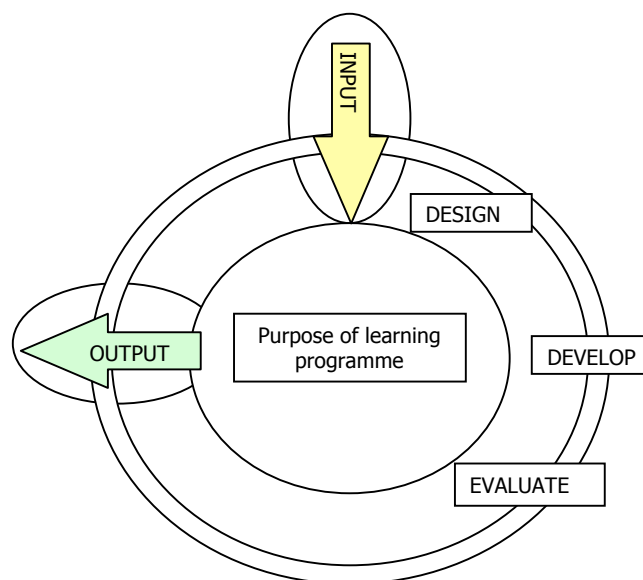 INPUT
DESIGN
Purpose of learning
programme
OUTPUT
DEVELOP
EVALUATE